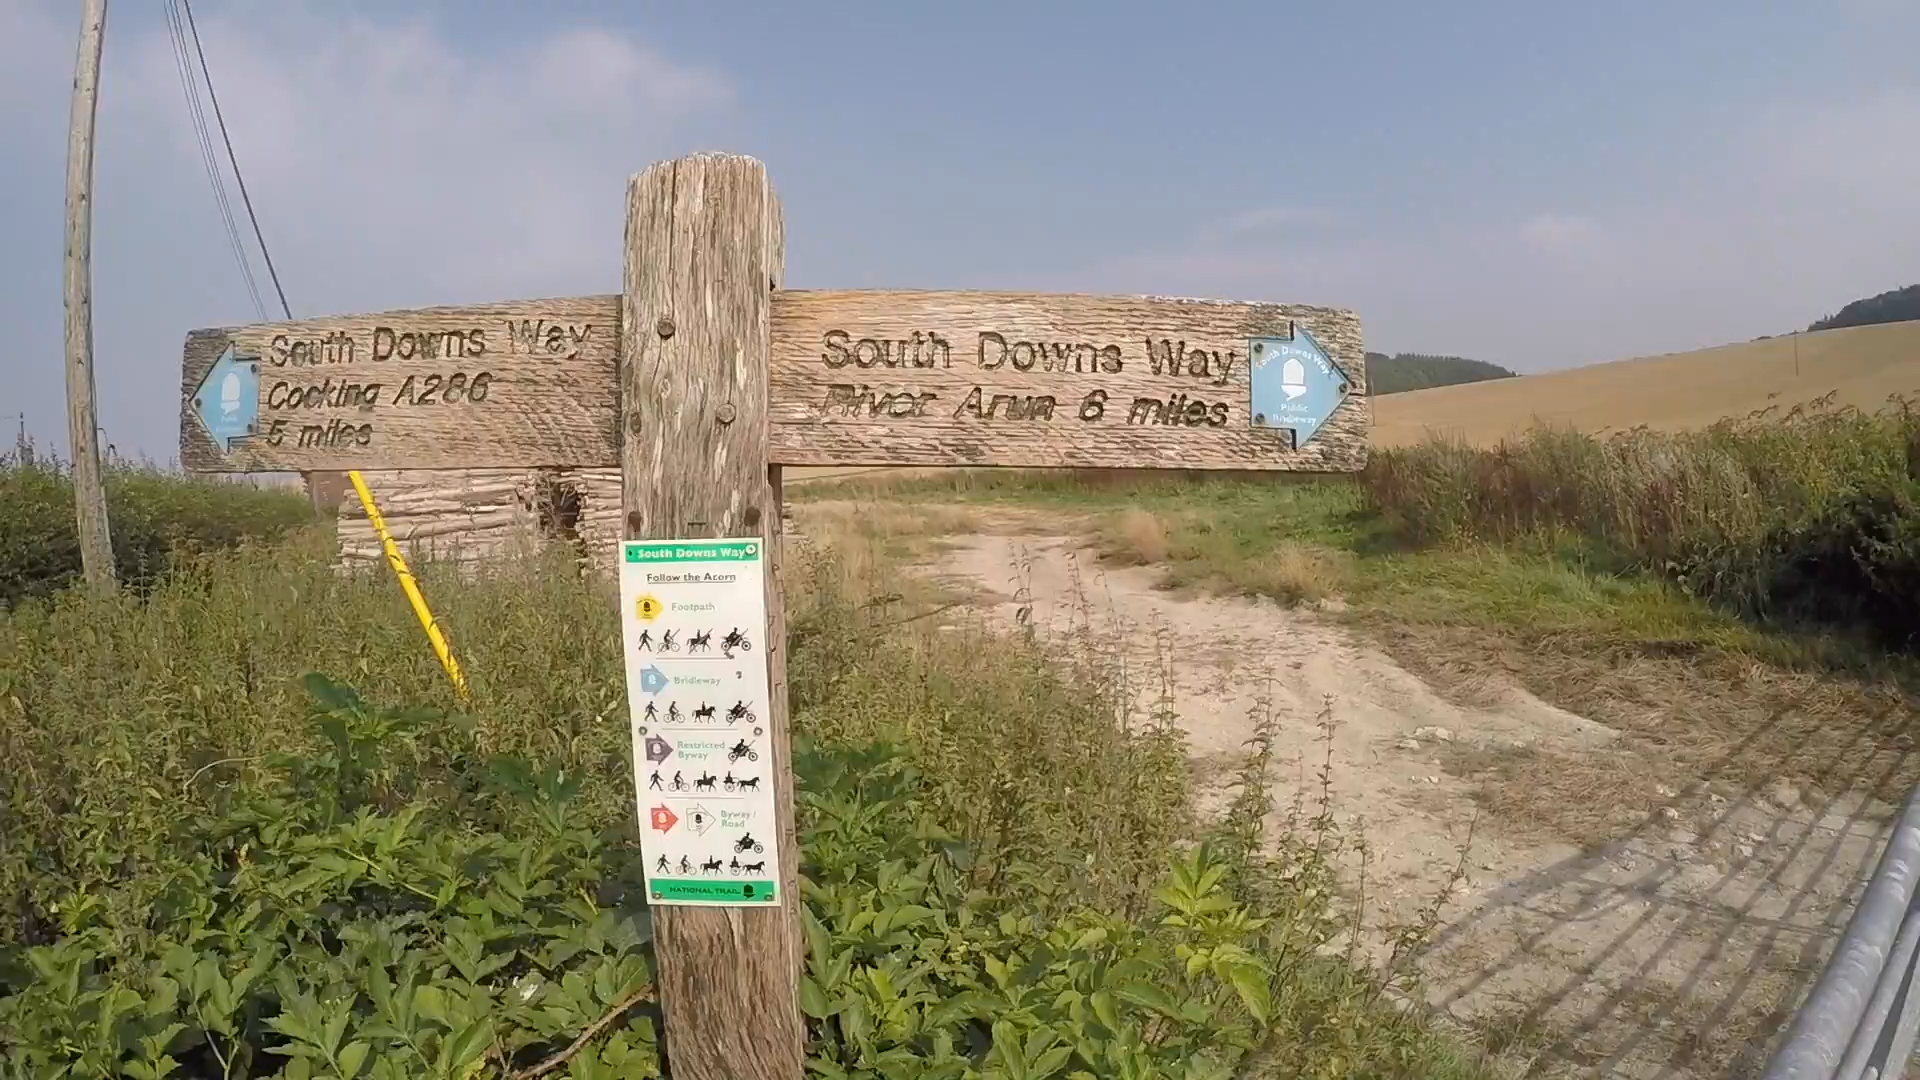 South Downs Way
Cocking A286
5 miles
South Downs Way
River Arun 6 miles
South Downs Way
Public
Bridleway
South Downs Way
Follow the Acorn
Footpath
Bridleway
Restricted
Byway
Byway /
Road
NATIONAL TRAIL